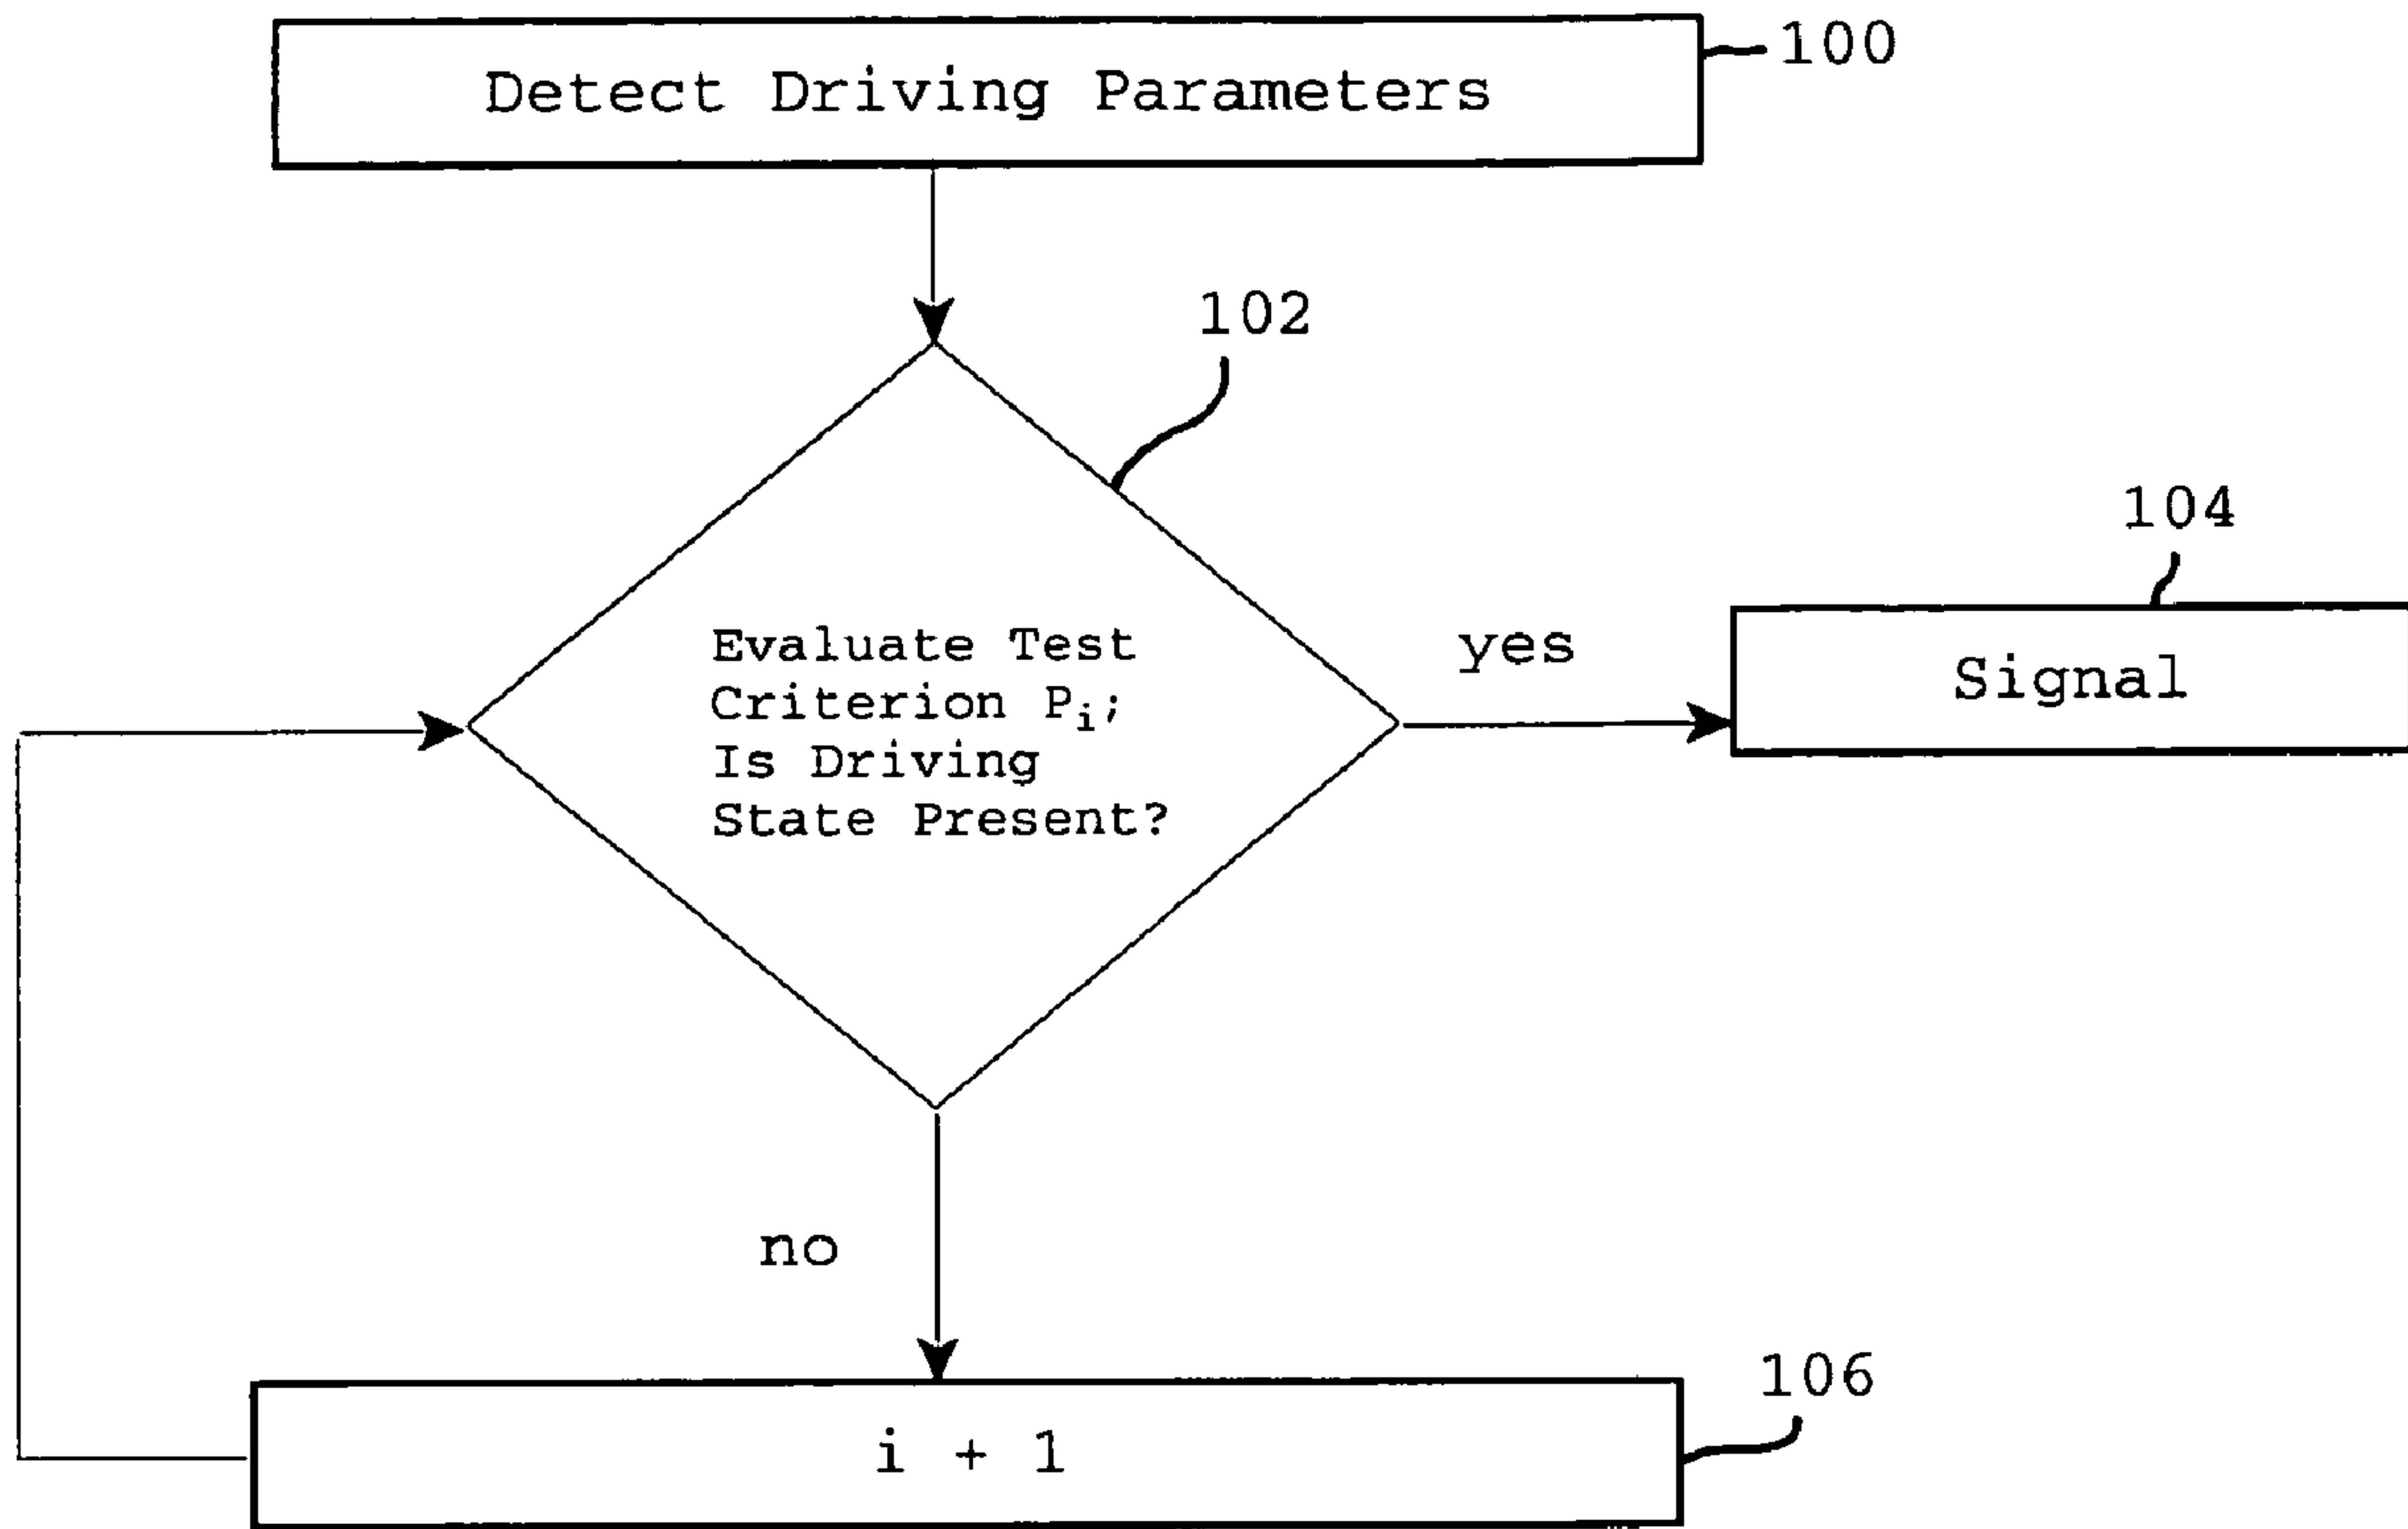 100
Detect Driving Parameters
102
104
Evaluate Test
Criterion Pi;
Is Driving
State Present?
yes
Signal
no
106
i + 1